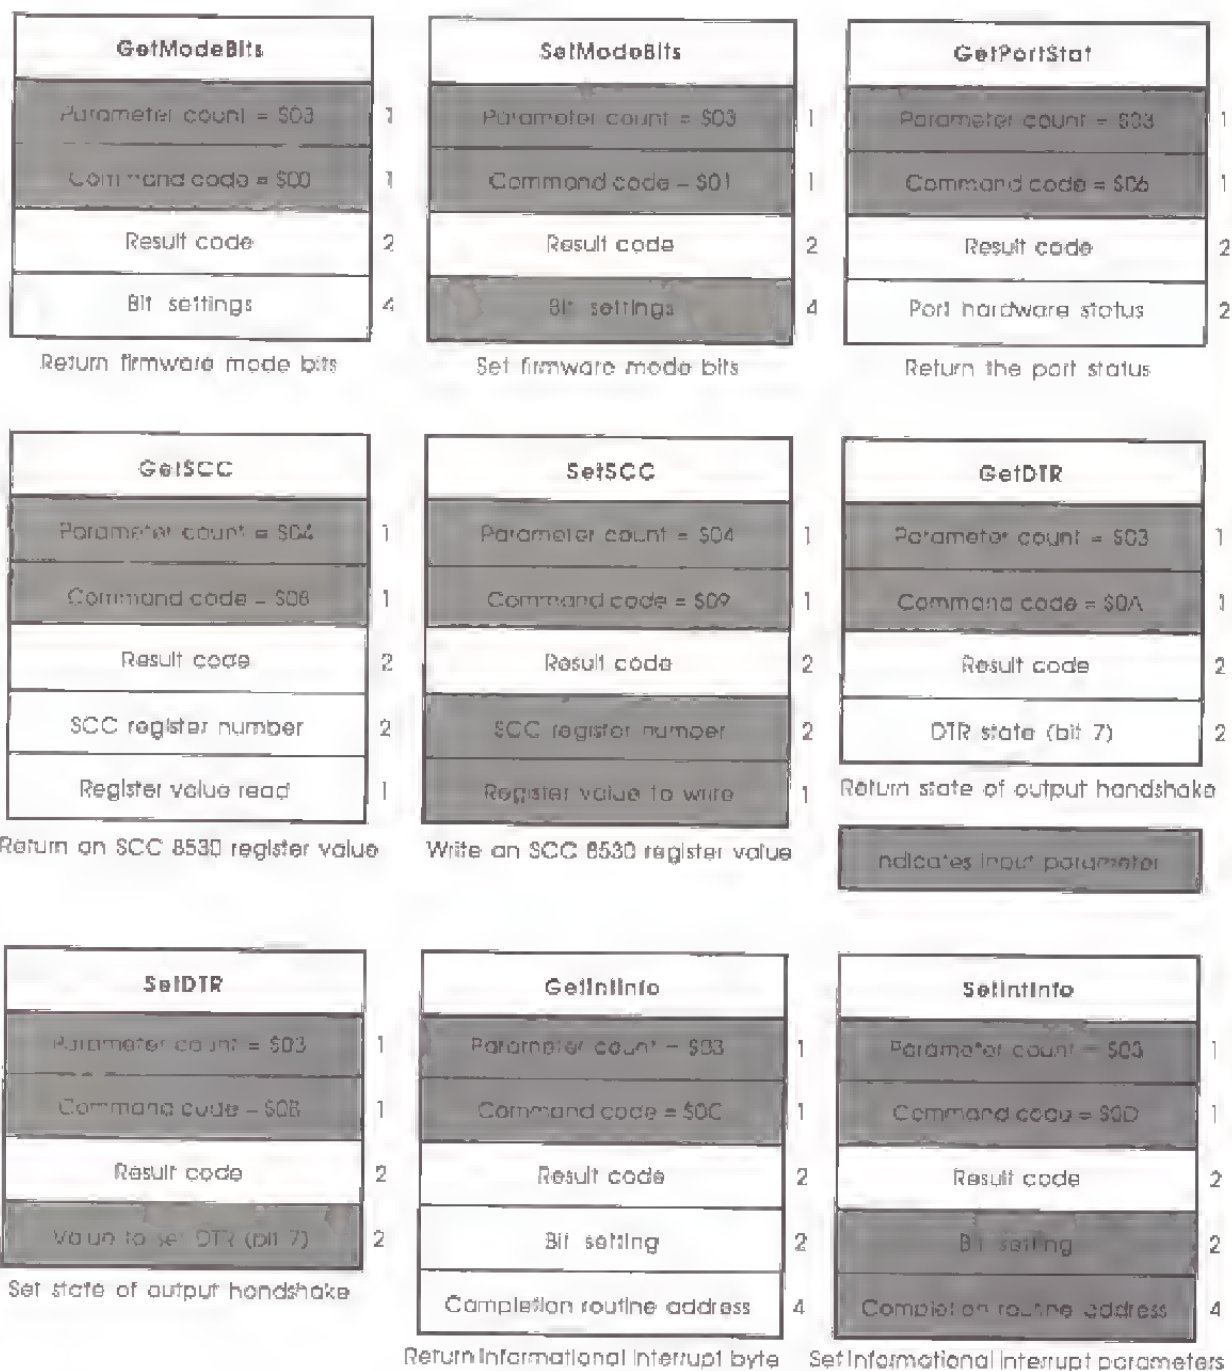 GetModeBits
Parameter count = $03 1
Command code = $00 1
Result code 2
Bit settings 4
Return firmware mode bits
SetModeBits
Parameter count = $03 1
Command code = $01 1
Result code 2
Bit settings 4
Set firmware mode bits
GetPortStat
Parameter count = $03 1
Command code = $06 1
Result code 2
Port hardware status 2
Return the port status
GetSCC
Parameter count = $04 1
Command code = $08 1
Result code 2
SCC register number 2
Register value read 1
Return an SCC 8530 register value
SetSCC
Parameter count = $04 1
Command code = $09 1
Result code 2
SCC register number 2
Register value to write 1
Write an SCC 8530 register value
GetDTR
Parameter count = $03 1
Command code = $0A 1
Result code 2
DTR state (bit 7) 2
Return state of output handshake
Indicates input parameter
SetDTR
Parameter count = $03 1
Command code = $0B 1
Result code 2
Value to set DTR (bit 7) 2
Set state of output handshake
GetIntInfo
Parameter count = $03 1
Command code = $0C 1
Result code 2
Bit setting 2
Completion routine address 4
Return informational interrupt byte
SetIntInfo
Parameter count = $03 1
Command code = $0D 1
Result code 2
Bit setting 2
Completion routine address 4
Set informational interrupt parameters